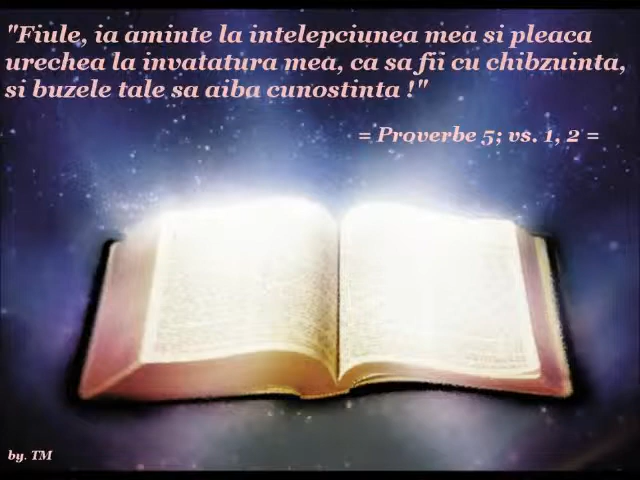 "Fiule, ia aminte la intelepciunea mea si pleaca
urechea la invatatura mea, ca sa fii cu chibzuinta,
si buzele tale sa aiba cunostinta !"
= Proverbe 5; vs. 1, 2 =
by. TM